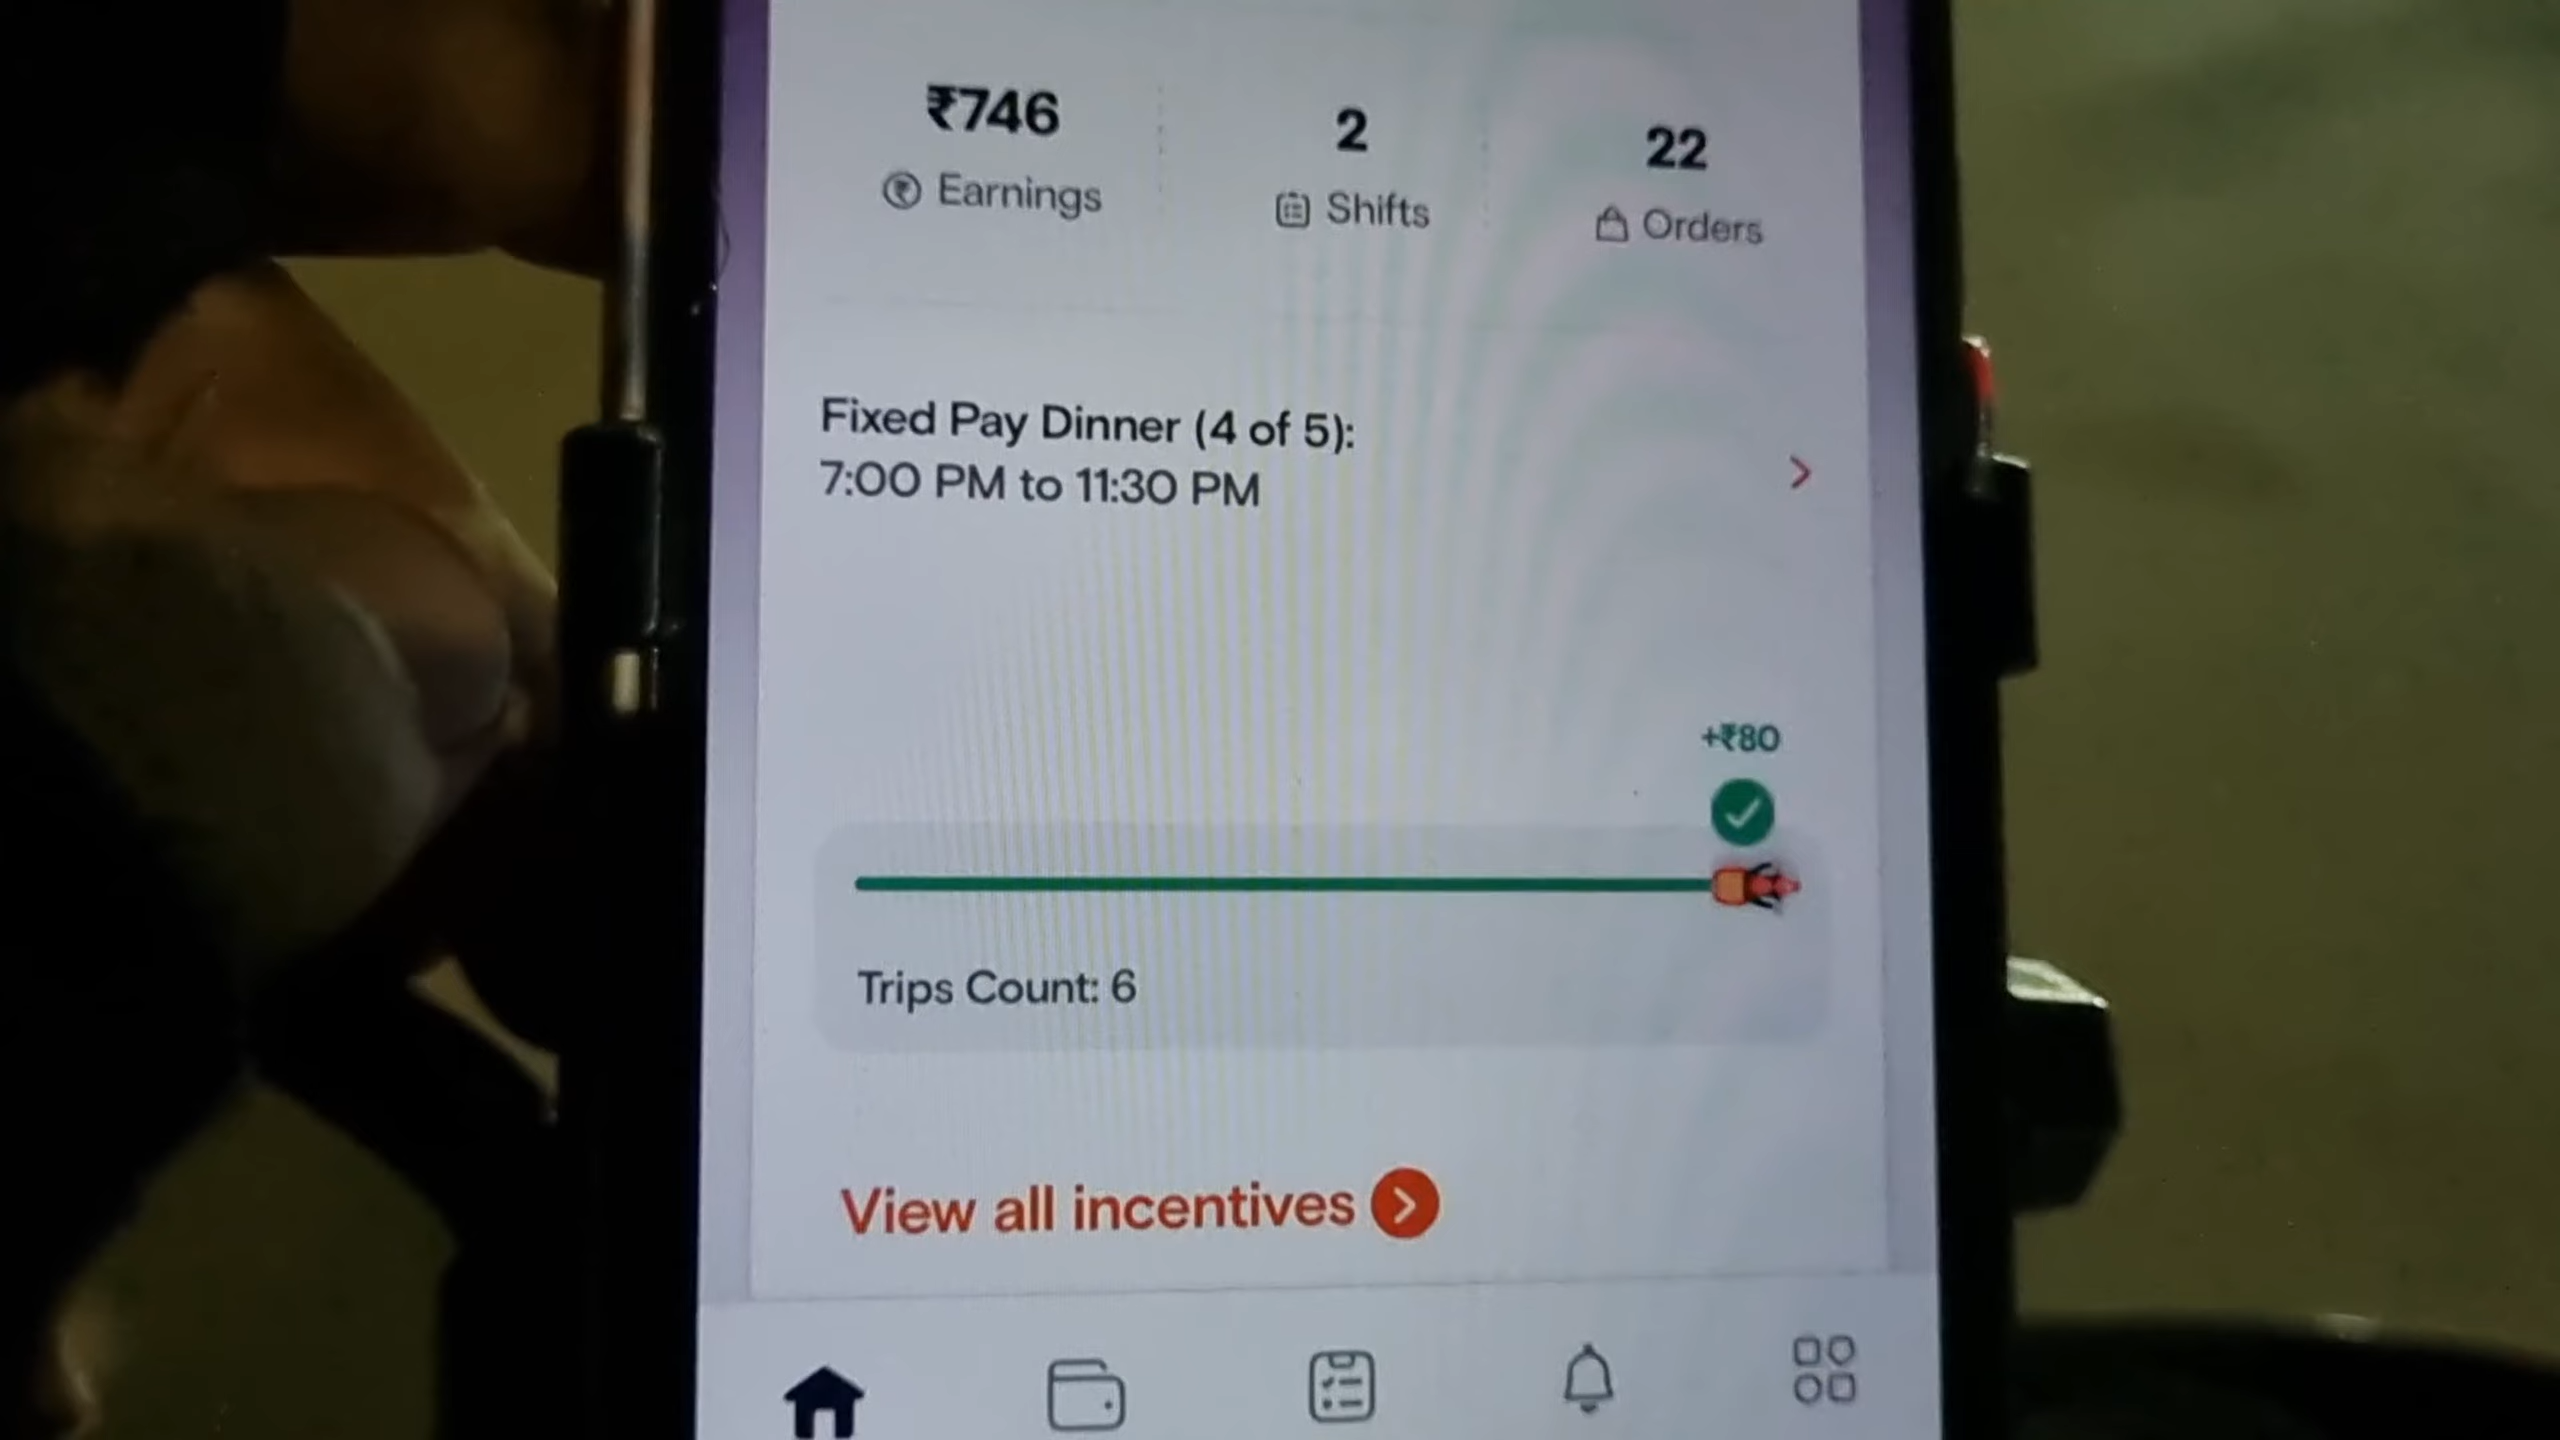 ₹746
Earnings
2
Shifts
22
Orders
Fixed Pay Dinner (4 of 5):
7:00 PM to 11:30 PM
+₹80
Trips Count: 6
View all incentives